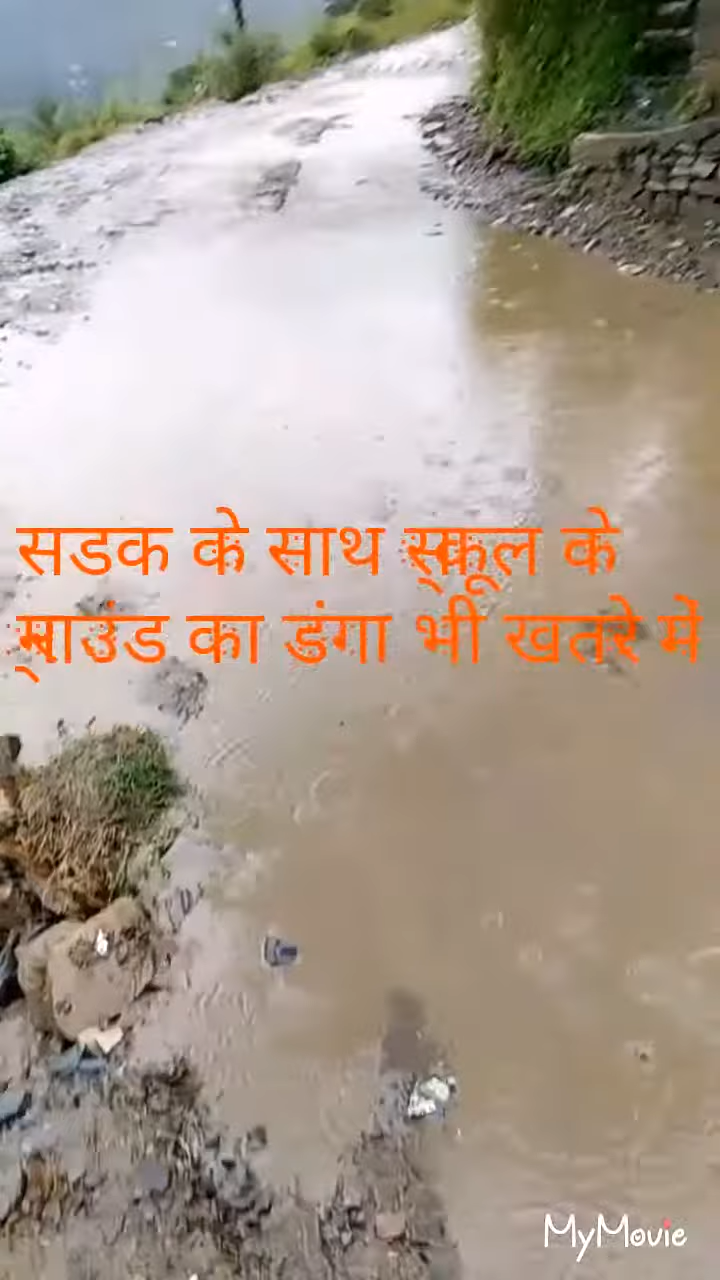 सडक के साथ स्कूल के
ग्राउंड का डंगा भी खतरे में
MyMovie